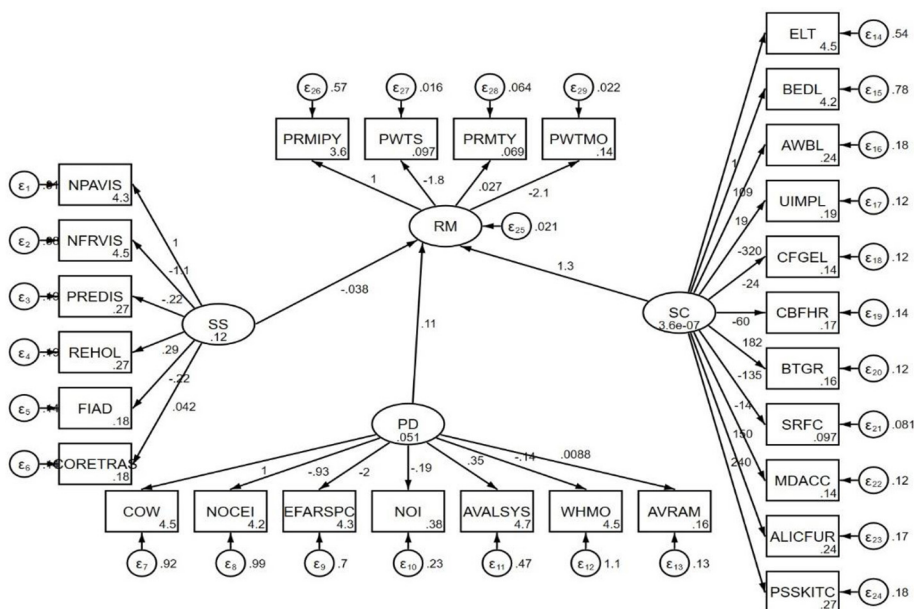 ε26 .57
ε27 .016
ε28 .064
ε29 .022
PRMIPY 3.6
PWTS .097
PRMTY .069
PWTMO .14
1
-1.8
.027
-2.1
RM
ε25 .021
ε1
NPAVIS 4.3
ε2
NFRVIS 4.5
ε3
PREDIS .27
ε4
REHOL .27
ε5
FIAD .18
ε6
CORETRAS .18
1
-1.1
-.22
.29
-.22
.042
SS .12
-.038
.11
1.3
PD .051
1
-.93
-2
-.19
.35
-.14
.0088
COW 4.5
NOCEI 4.2
EFARSPC 4.3
NOI .38
AVALSYS 4.7
WHMO 4.5
AVRAM .16
ε7 .92
ε8 .99
ε9 .7
ε10 .23
ε11 .47
ε12 1.1
ε13 .13
SC 3.6e-07
1
109
19
-320
-24
-60
182
-135
-14
150
240
ELT 4.5
ε14 .54
BEDL 4.2
ε15 .78
AWBL .24
ε16 .18
UIMPL .19
ε17 .12
CFGEL .14
ε18 .12
CBFHR .17
ε19 .14
BTGR .16
ε20 .12
SRFC .097
ε21 .081
MDACC .14
ε22 .12
ALICFUR .24
ε23 .17
PSSKITC .27
ε24 .18